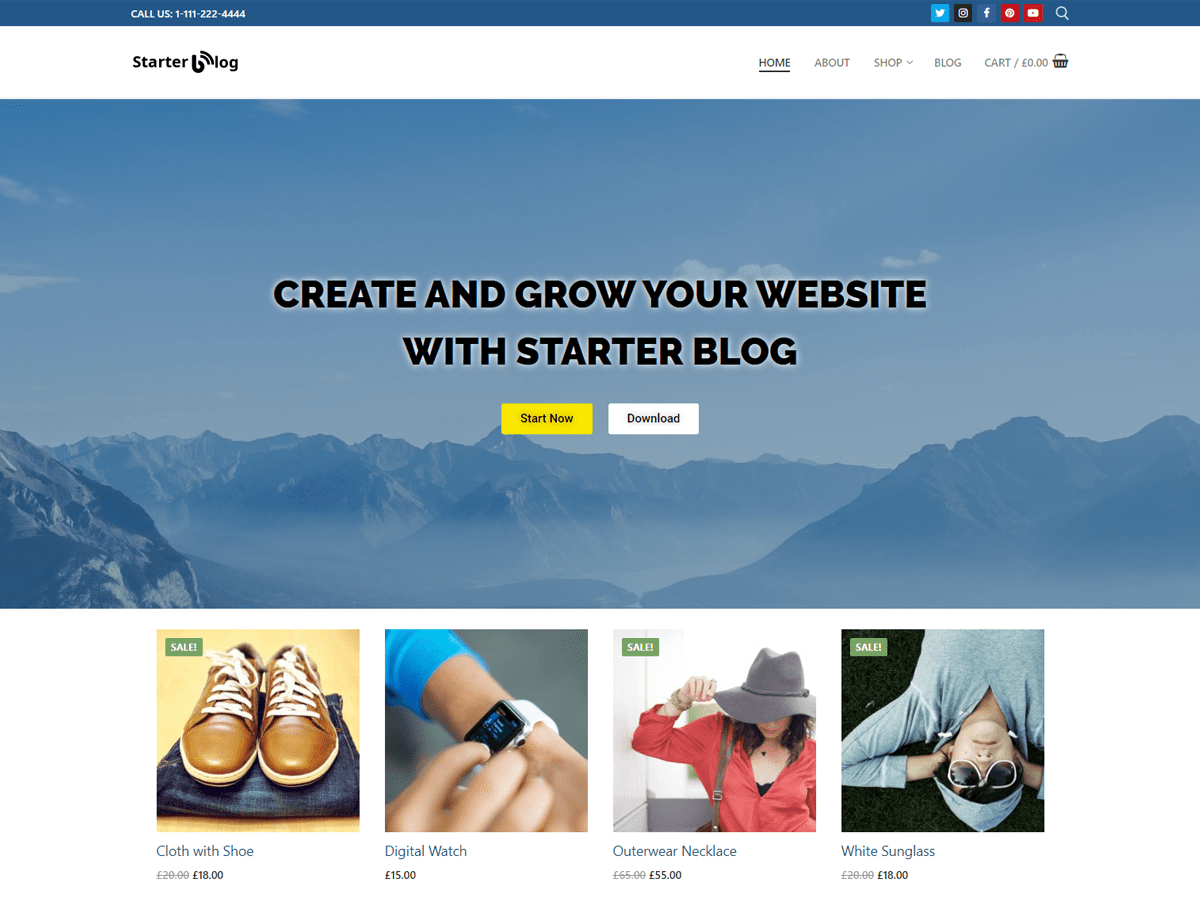 CALL US: 1-111-222-4444
Starter blog
HOME ABOUT SHOP BLOG CART / £0.00
CREATE AND GROW YOUR WEBSITE
WITH STARTER BLOG
Start Now Download
SALE! SALE! SALE!
Cloth with Shoe Digital Watch Outerwear Necklace White Sunglass
£20.00 £18.00 £15.00 £65.00 £55.00 £20.00 £18.00